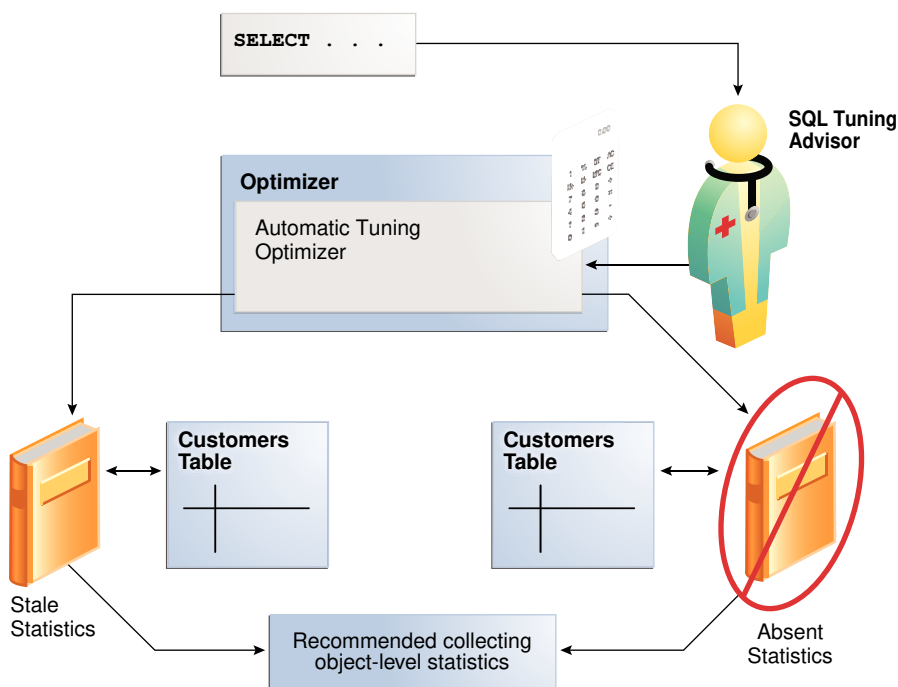 SELECT . . .
SQL Tuning
Advisor
Optimizer
Automatic Tuning
Optimizer
Customers
Table
Customers
Table
Stale
Statistics
Recommended collecting
object-level statistics
Absent
Statistics